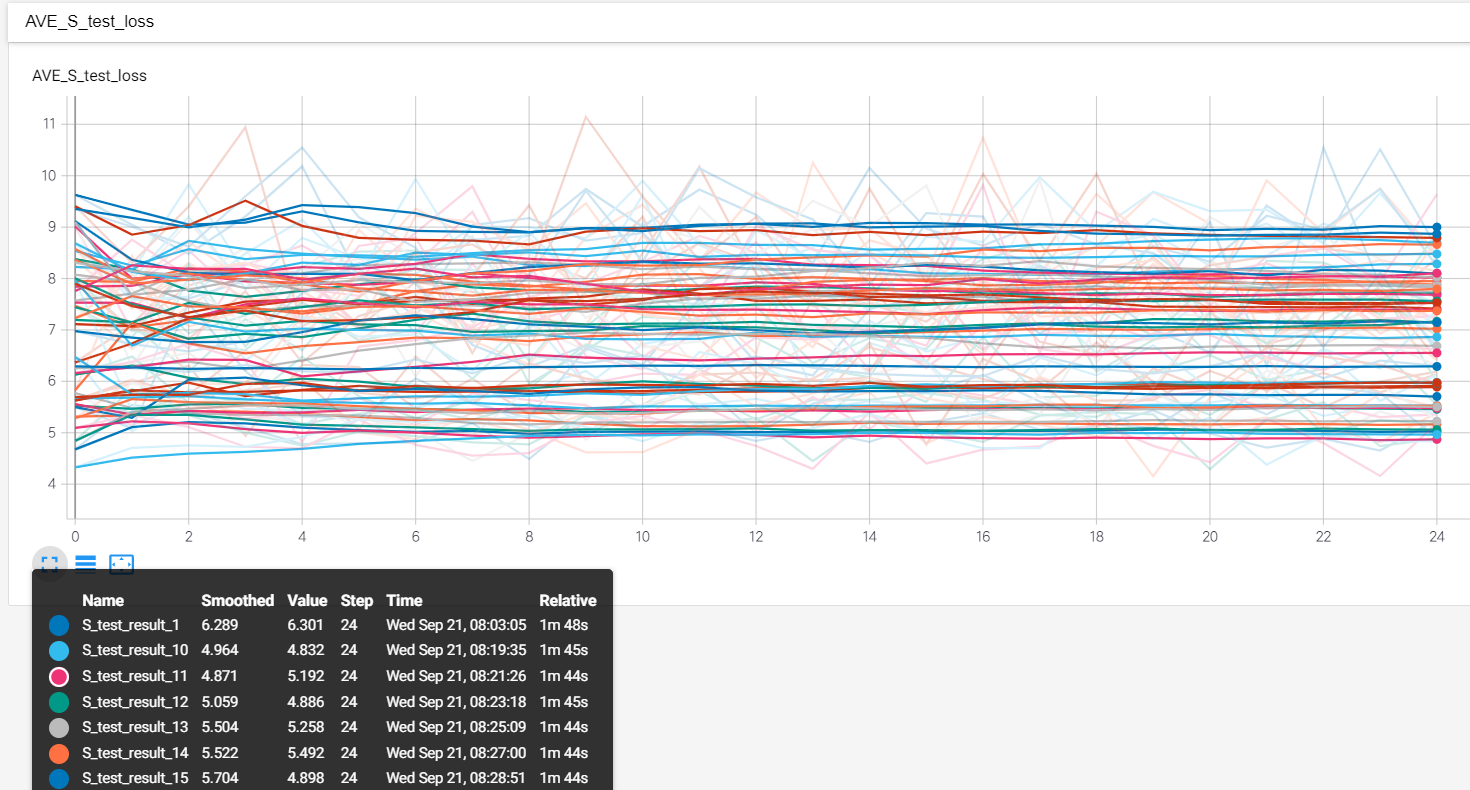 AVE_S_test_loss
AVE_S_test_loss
11
10
9
8
7
6
5
4
0 2 4 6 8 10 12 14 16 18 20 22 24
Name Smoothed Value Step Time Relative
S_test_result_1 6.289 6.301 24 Wed Sep 21, 08:03:05 1m 48s
S_test_result_10 4.964 4.832 24 Wed Sep 21, 08:19:35 1m 45s
S_test_result_11 4.871 5.192 24 Wed Sep 21, 08:21:26 1m 44s
S_test_result_12 5.059 4.886 24 Wed Sep 21, 08:23:18 1m 45s
S_test_result_13 5.504 5.258 24 Wed Sep 21, 08:25:09 1m 44s
S_test_result_14 5.522 5.492 24 Wed Sep 21, 08:27:00 1m 44s
S_test_result_15 5.704 4.898 24 Wed Sep 21, 08:28:51 1m 44s